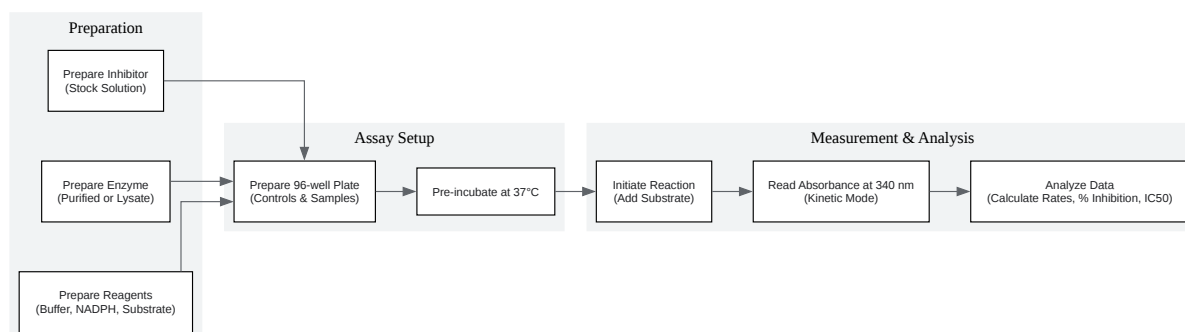 Preparation
Prepare Inhibitor
(Stock Solution)
Prepare Enzyme
(Purified or Lysate)
Prepare Reagents
(Buffer, NADPH, Substrate)
Assay Setup
Prepare 96-well Plate
(Controls & Samples)
Pre-incubate at 37°C
Measurement & Analysis
Initiate Reaction
(Add Substrate)
Read Absorbance at 340 nm
(Kinetic Mode)
Analyze Data
(Calculate Rates, % Inhibition, IC50)